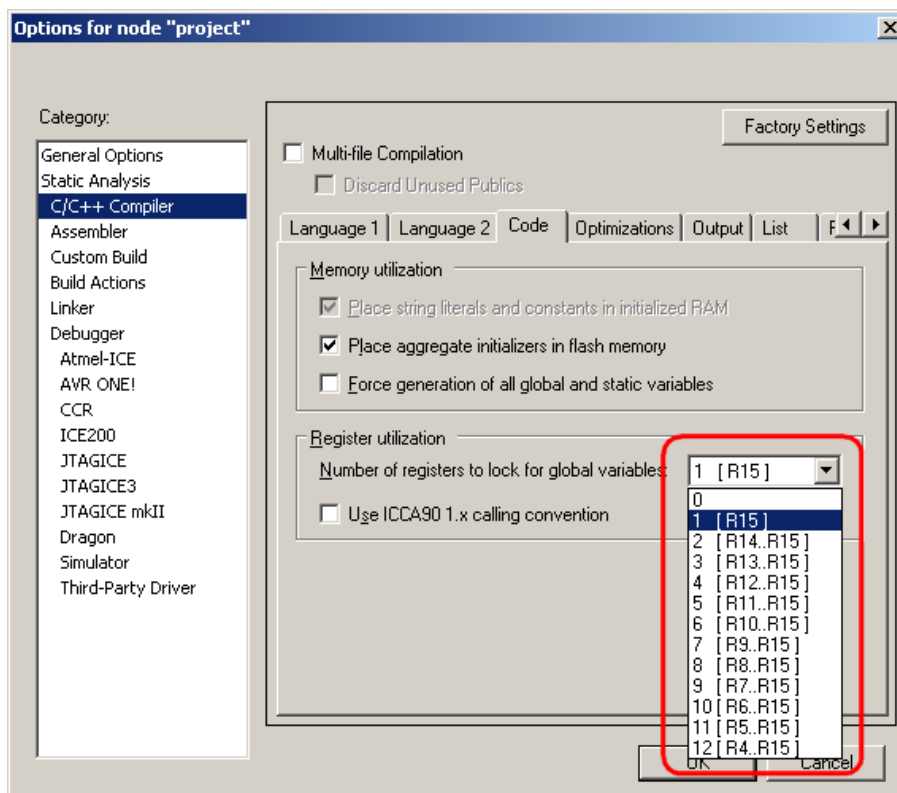 Options for node "project"
Category:
General Options
Static Analysis
C/C++ Compiler
Assembler
Custom Build
Build Actions
Linker
Debugger
Atmel-ICE
AVR ONE!
CCR
ICE200
JTAGICE
JTAGICE3
JTAGICE mkII
Dragon
Simulator
Third-Party Driver
Factory Settings
Multi-file Compilation
Discard Unused Publics
Language 1 Language 2 Code Optimizations Output List
Memory utilization
Place string literals and constants in initialized RAM
Place aggregate initializers in flash memory
Force generation of all global and static variables
Register utilization
Number of registers to lock for global variables: 1 [R15]
Use ICCA90 1.x calling convention
0
1 [R15]
2 [R14..R15]
3 [R13..R15]
4 [R12..R15]
5 [R11..R15]
6 [R10..R15]
7 [R9..R15]
8 [R8..R15]
9 [R7..R15]
10 [R6..R15]
11 [R5..R15]
12 [R4..R15]
OK Cancel